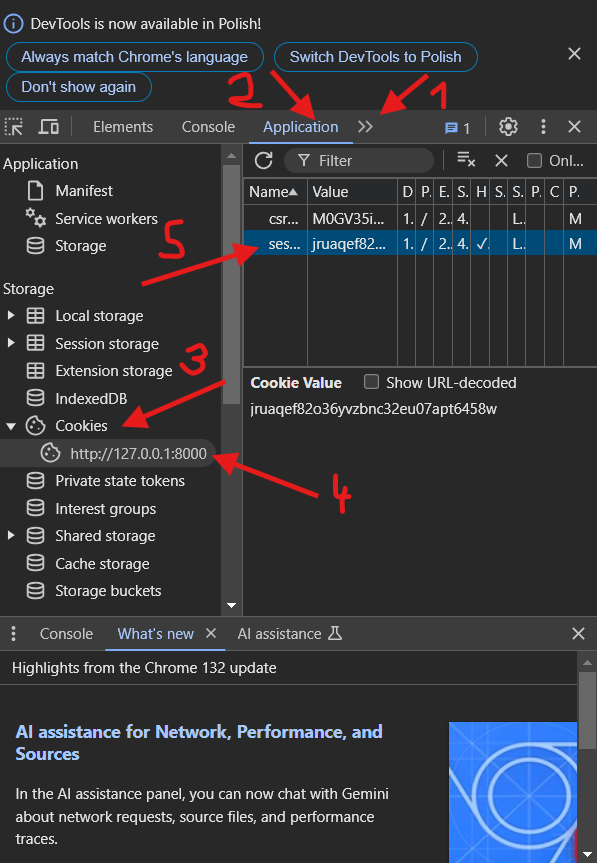 DevTools is now available in Polish!
Always match Chrome's language
Switch DevTools to Polish
Don't show again
2
1
Elements
Console
Application
1
Application
Manifest
Service workers
Storage
5
Storage
Local storage
Session storage
Extension storage
3
IndexedDB
Cookies
http://127.0.0.1:8000
4
Private state tokens
Interest groups
Shared storage
Cache storage
Storage buckets
Filter
Onl...
Name Value D P. E. S. H S. S. P. C P.
csr... M0GV35i... 1. / 2.. 4. L.. M
ses... jruaqef82... 1. / 2.. 4. ✓. L.. M
Cookie Value
Show URL-decoded
jruaqef82o36yvzbnc32eu07apt6458w
Console
What's new
AI assistance
Highlights from the Chrome 132 update
AI assistance for Network, Performance, and
Sources
In the AI assistance panel, you can now chat with Gemini
about network requests, source files, and performance
traces.